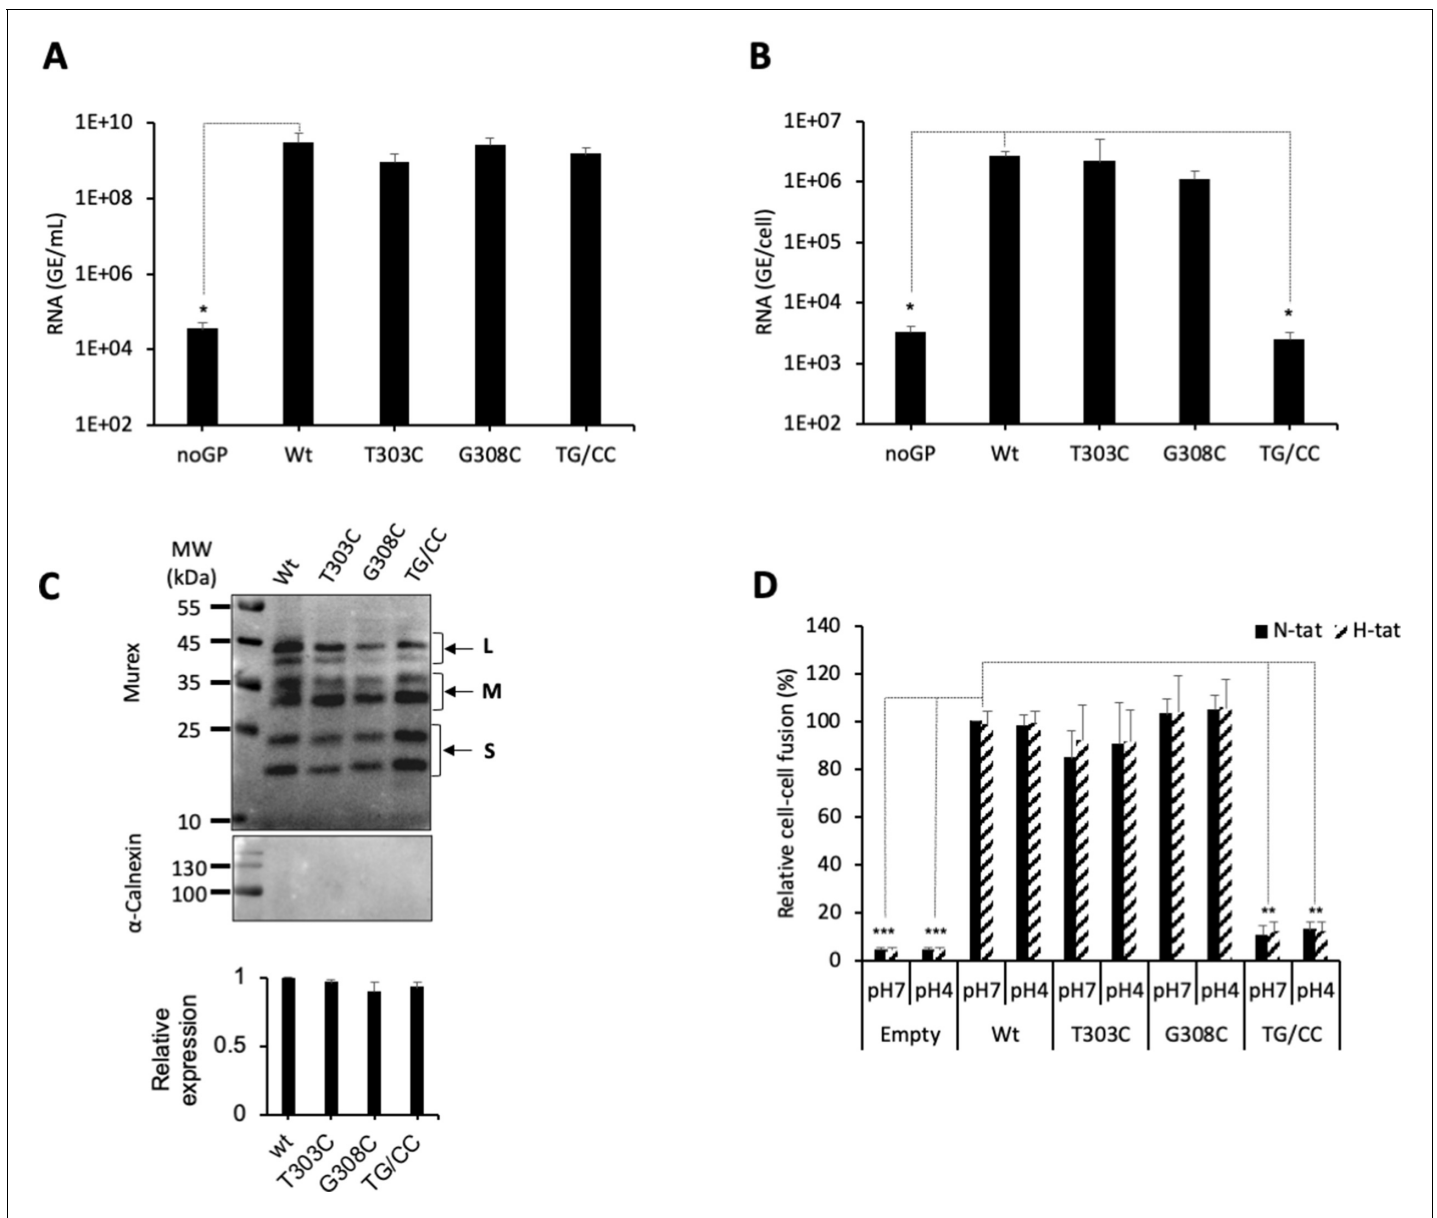 A
1E+10
1E+08
1E+06
1E+04
1E+02
RNA (GE/mL)
*
noGP Wt T303C G308C TG/CC
B
1E+07
1E+06
1E+05
1E+04
1E+03
1E+02
RNA (GE/cell)
* *
noGP Wt T303C G308C TG/CC
C
MW
(kDa)
Wt T303C G308C TG/CC
55
45
35
25
10
Murex
L
M
S
130
100
α-Calnexin
1
0.5
0
Relative
expression
wt T303C G308C TG/CC
D
N-tat H-tat
140
120
100
80
60
40
20
0
Relative cell-cell fusion (%)
*** *** ** **
pH7 pH4 pH7 pH4 pH7 pH4 pH7 pH4 pH7 pH4
Empty Wt T303C G308C TG/CC